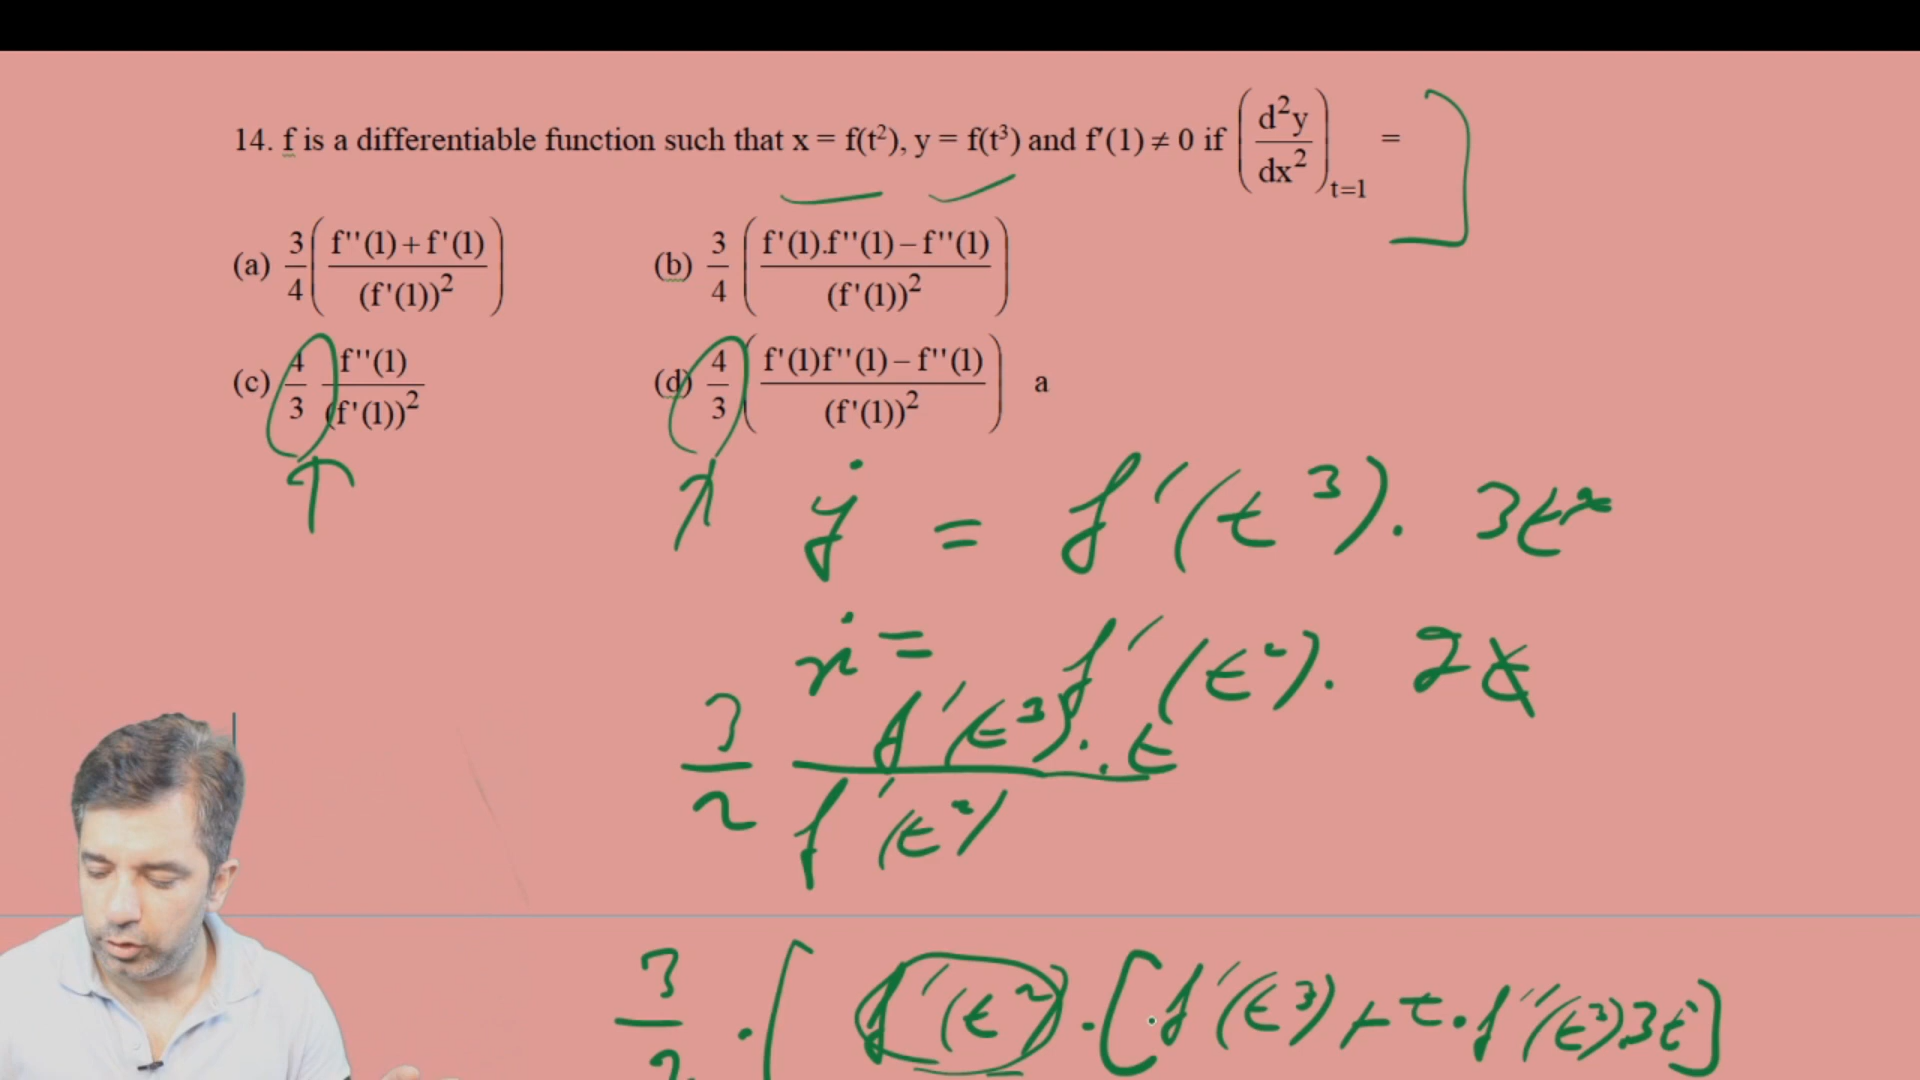 14. f is a differentiable function such that x = f(t²), y = f(t³) and f'(1) ≠ 0 if (d²y/dx²)t=1 =
(a) 3/4 ((f''(1)+f'(1))/(f'(1))²) (b) 3/4 ((f'(1).f''(1)–f''(1))/(f'(1))²)
(c) 4/3 f''(1)/(f'(1))² (d) 4/3 ((f'(1)f''(1)–f''(1))/(f'(1))²) a
ẏ = f'(t³). 3t²
ẋ = f'(t²). 2t
3/2 f'(t³). t / f'(t²)
3/2 . [ f'(t²) . [f'(t³) + t . f''(t³) 3t²]